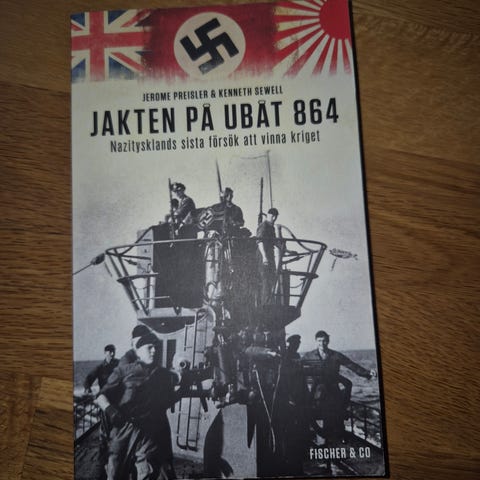 JEROME PREISLER & KENNETH SEWELL
JAKTEN PÅ UBÅT 864
Nazitysklands sista försök att vinna kriget
FISCHER & CO